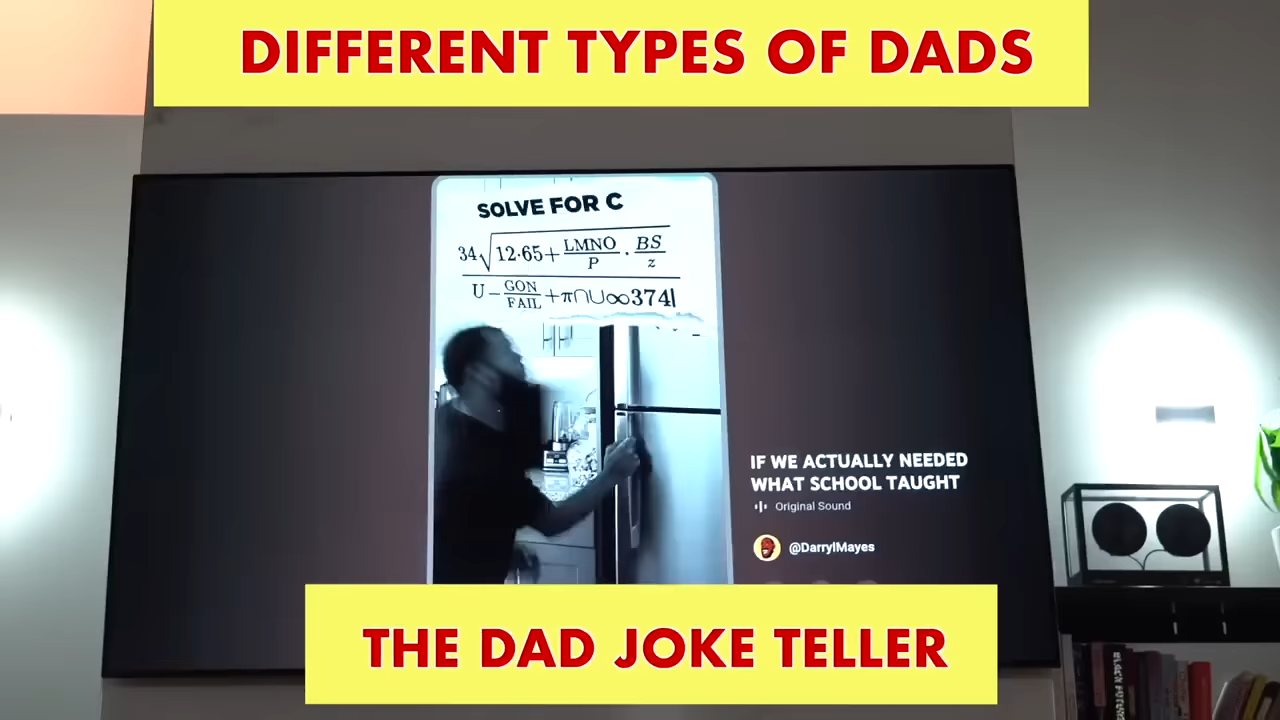 DIFFERENT TYPES OF DADS
SOLVE FOR C
34√12·65+LMNO/P · BS/z
U−GON/FAIL+π∩∪∞374|
IF WE ACTUALLY NEEDED
WHAT SCHOOL TAUGHT
Original Sound
@DarrylMayes
THE DAD JOKE TELLER